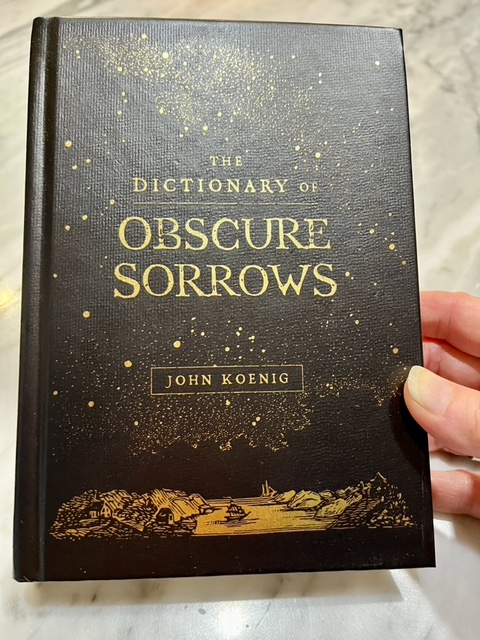 THE
DICTIONARY OF
OBSCURE
SORROWS
JOHN KOENIG